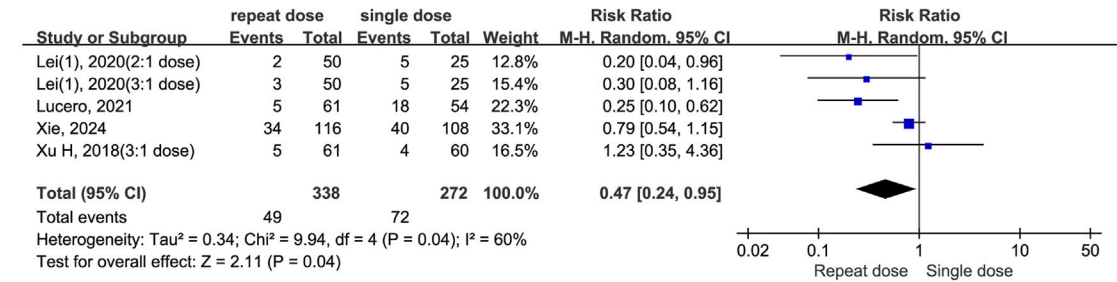 repeat dose single dose Risk Ratio Risk Ratio
Study or Subgroup Events Total Events Total Weight M-H, Random, 95% CI M-H, Random, 95% CI
Lei(1), 2020(2:1 dose) 2 50 5 25 12.8% 0.20 [0.04, 0.96]
Lei(1), 2020(3:1 dose) 3 50 5 25 15.4% 0.30 [0.08, 1.16]
Lucero, 2021 5 61 18 54 22.3% 0.25 [0.10, 0.62]
Xie, 2024 34 116 40 108 33.1% 0.79 [0.54, 1.15]
Xu H, 2018(3:1 dose) 5 61 4 60 16.5% 1.23 [0.35, 4.36]
Total (95% CI) 338 272 100.0% 0.47 [0.24, 0.95]
Total events 49 72
Heterogeneity: Tau² = 0.34; Chi² = 9.94, df = 4 (P = 0.04); I² = 60%
Test for overall effect: Z = 2.11 (P = 0.04)
0.02 0.1 1 10 50
Repeat dose Single dose